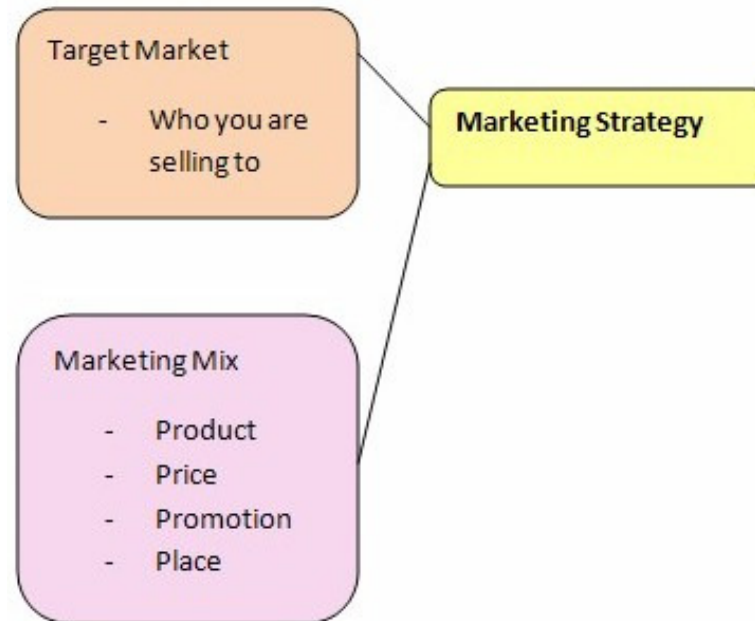 Target Market
- Who you are
selling to
Marketing Strategy
Marketing Mix
- Product
- Price
- Promotion
- Place